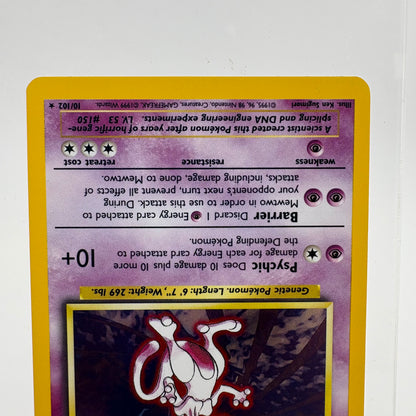 Genetic Pokémon. Length: 6' 7", Weight: 269 lbs.
Psychic Does 10 damage plus 10 more
damage for each Energy card attached to
the Defending Pokémon.
10+
Barrier Discard 1 Energy card attached
to Mewtwo in order to use this attack. During
your opponents next turn, prevent all effects of
attacks, including damage, done to Mewtwo.
weakness resistance retreat cost
A scientist created this Pokémon after years of horrific gene-
splicing and DNA engineering experiments. LV. 53 #150
Illus. Ken Sugimori ©1995, 96, 98 Nintendo, Creatures, GAMEFREAK. ©1999 Wizards. 10/102 ★